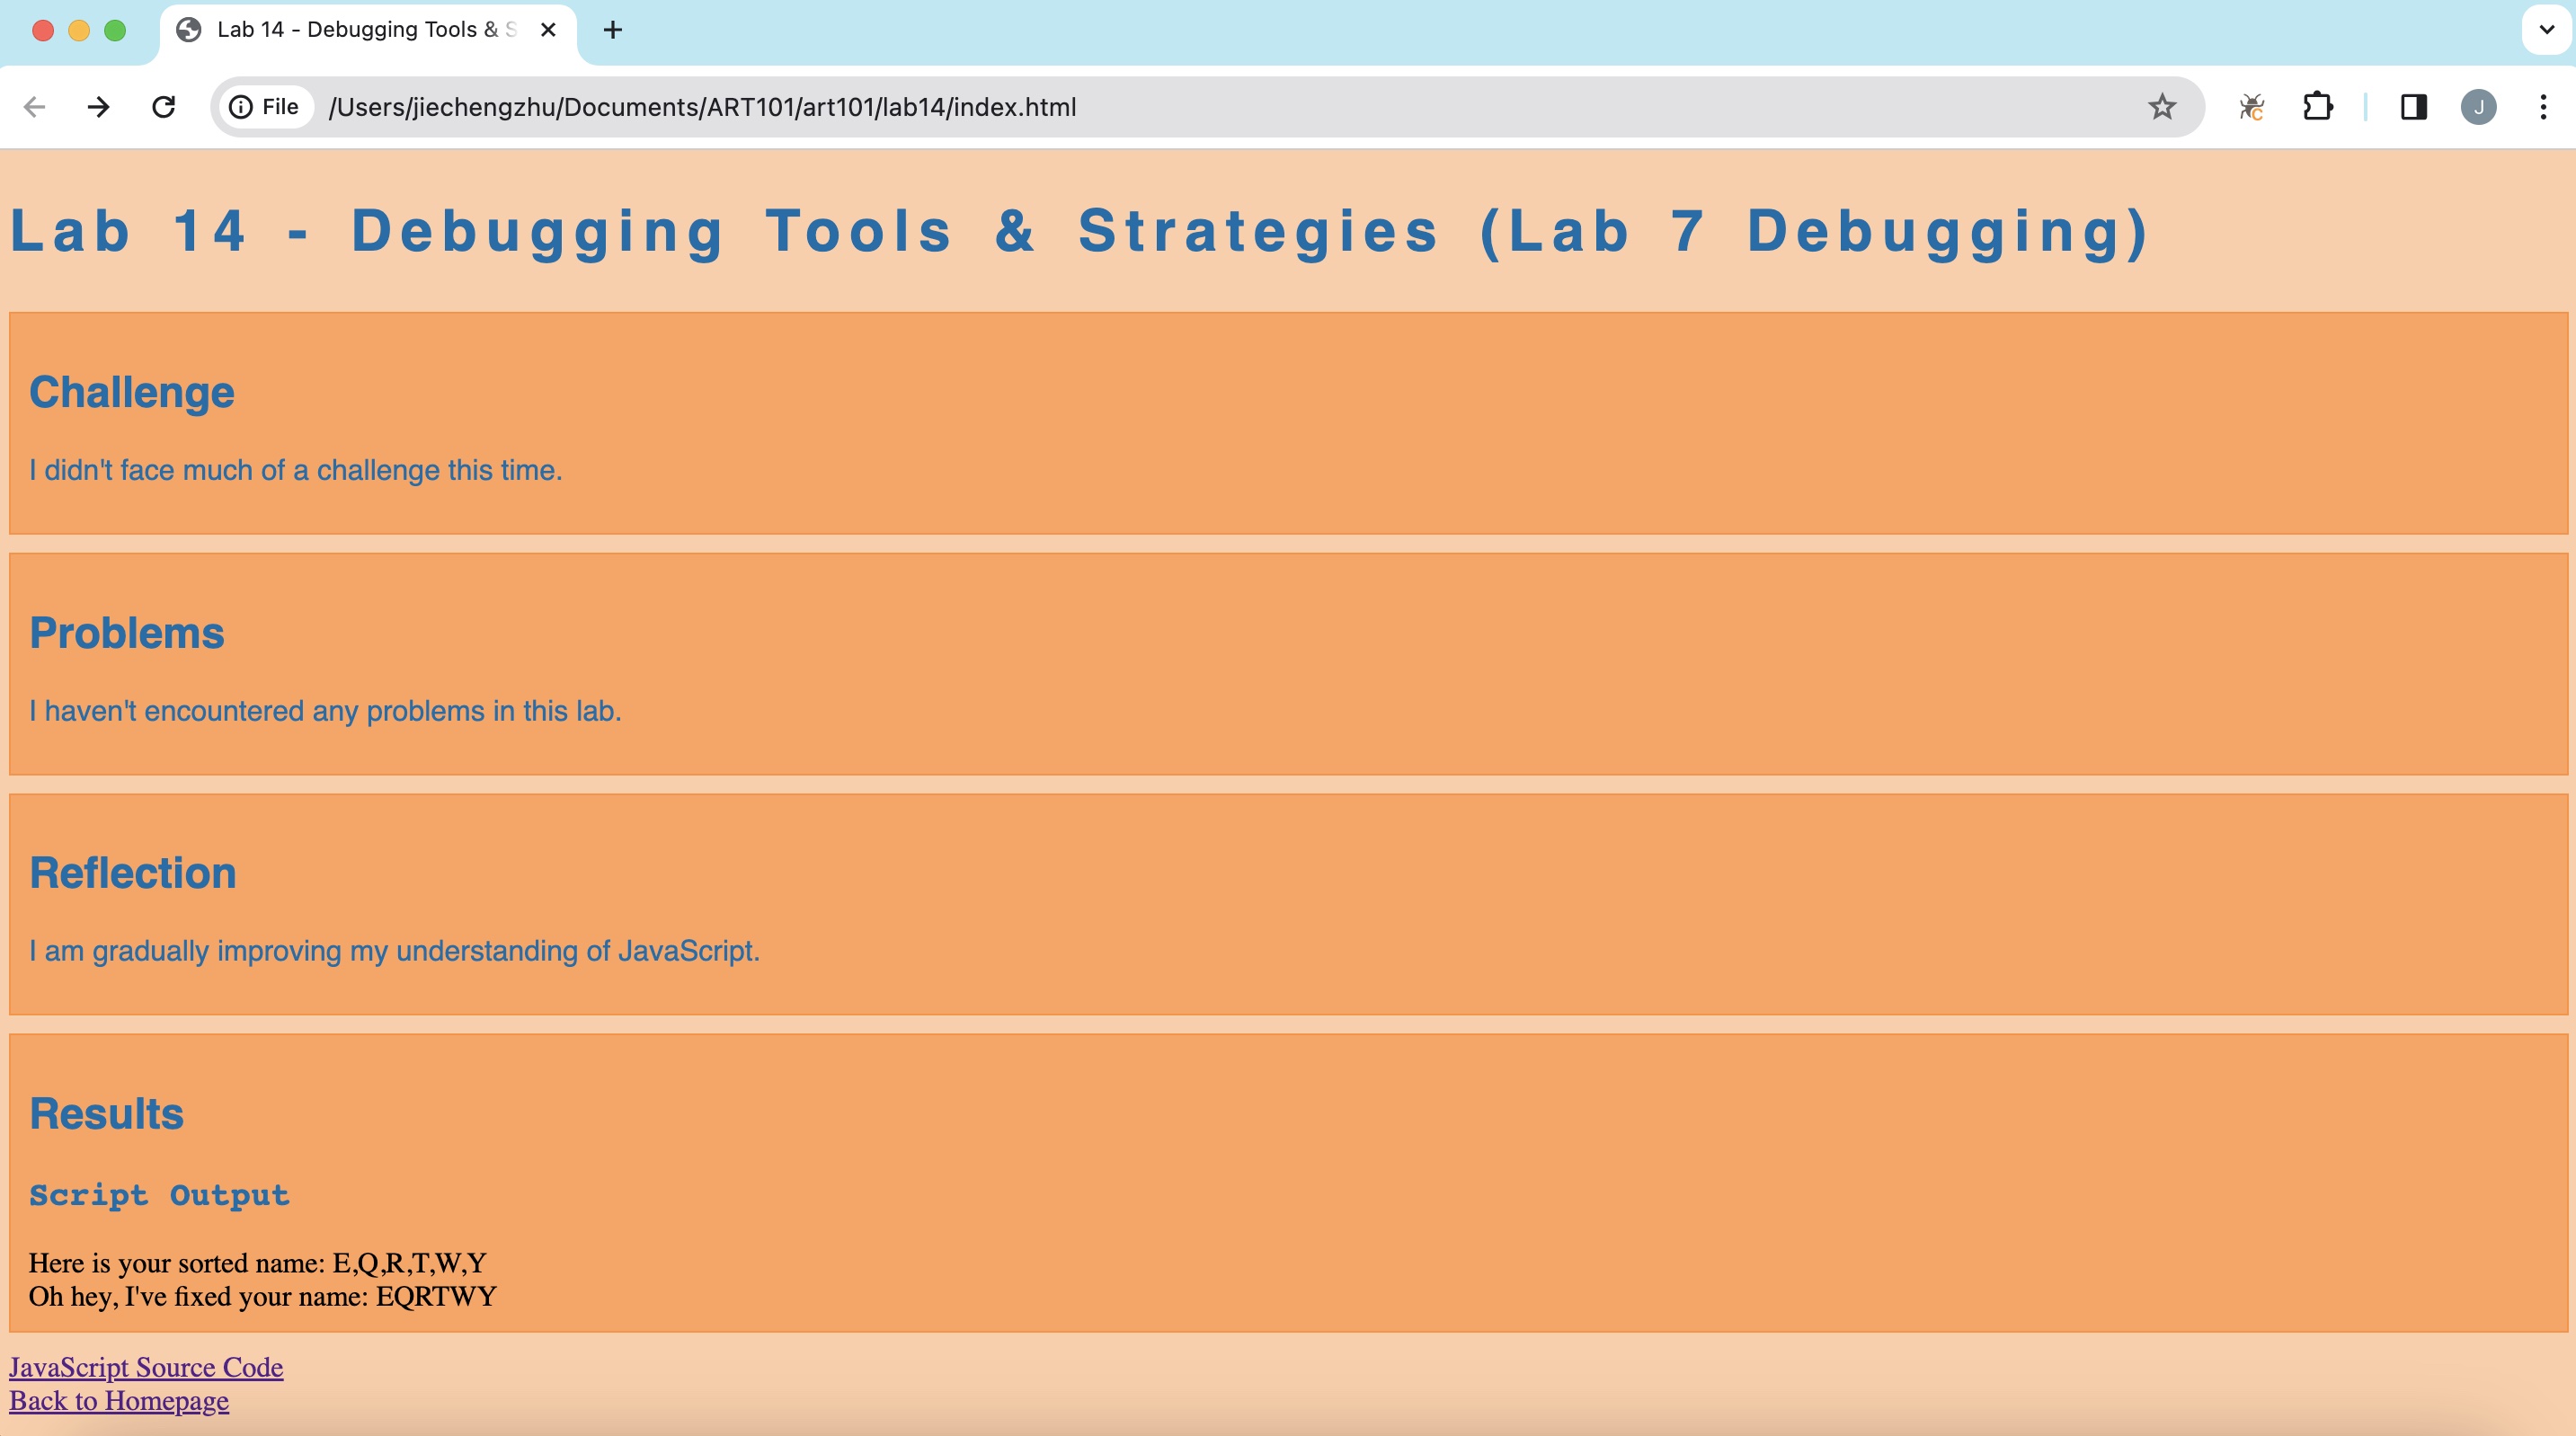 Lab 14 - Debugging Tools & S
File /Users/jiechengzhu/Documents/ART101/art101/lab14/index.html
J
Lab 14 - Debugging Tools & Strategies (Lab 7 Debugging)
Challenge
I didn't face much of a challenge this time.
Problems
I haven't encountered any problems in this lab.
Reflection
I am gradually improving my understanding of JavaScript.
Results
Script Output
Here is your sorted name: E,Q,R,T,W,Y
Oh hey, I've fixed your name: EQRTWY
JavaScript Source Code
Back to Homepage